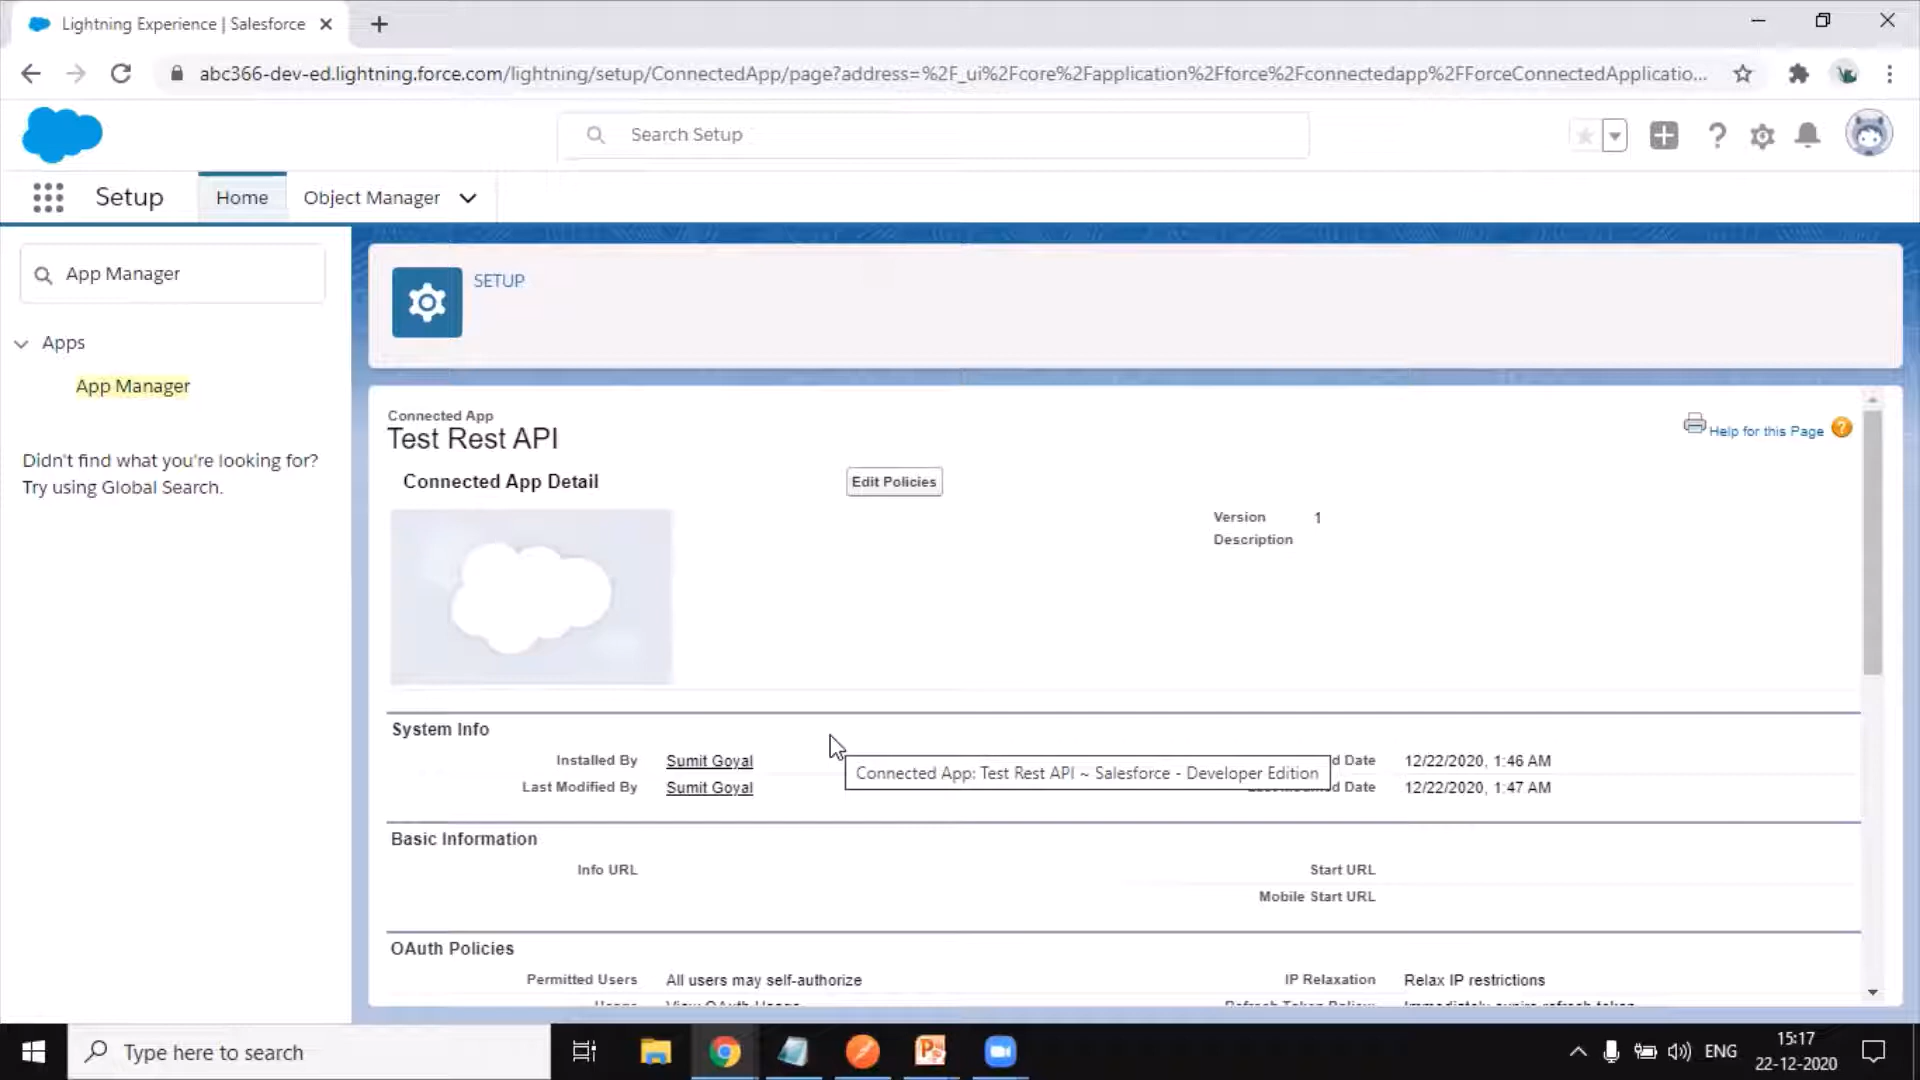 Lightning Experience | Salesforce
abc366-dev-ed.lightning.force.com/lightning/setup/ConnectedApp/page?address=%2F_ui%2Fcore%2Fapplication%2Fforce%2Fconnectedapp%2FForceConnectedApplicatio...
Search Setup
Setup Home Object Manager
App Manager
SETUP
Apps
App Manager
Didn't find what you're looking for?
Try using Global Search.
Connected App
Test Rest API
Help for this Page ?
Connected App Detail
Edit Policies
Version 1
Description
System Info
Installed By Sumit Goyal d Date 12/22/2020, 1:46 AM
Connected App: Test Rest API ~ Salesforce - Developer Edition
Last Modified By Sumit Goyal Date 12/22/2020, 1:47 AM
Basic Information
Info URL Start URL
Mobile Start URL
OAuth Policies
Permitted Users All users may self-authorize IP Relaxation Relax IP restrictions
Type here to search
ENG
15:17
22-12-2020